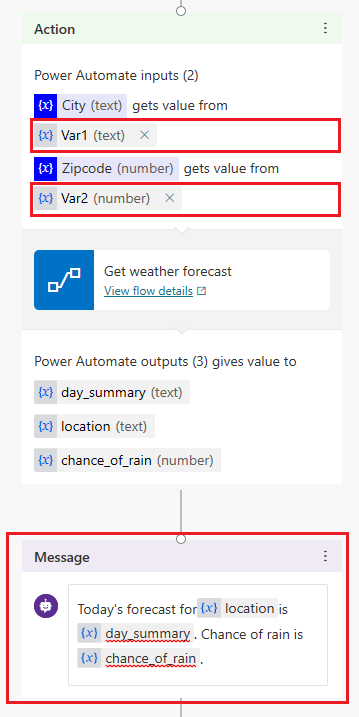 Action
Power Automate inputs (2)
{x} City (text) gets value from
{x} Var1 (text) ×
{x} Zipcode (number) gets value from
{x} Var2 (number) ×
Get weather forecast
View flow details
Power Automate outputs (3) gives value to
{x} day_summary (text)
{x} location (text)
{x} chance_of_rain (number)
Message
Today's forecast for {x} location is
{x} day_summary . Chance of rain is
{x} chance_of_rain .